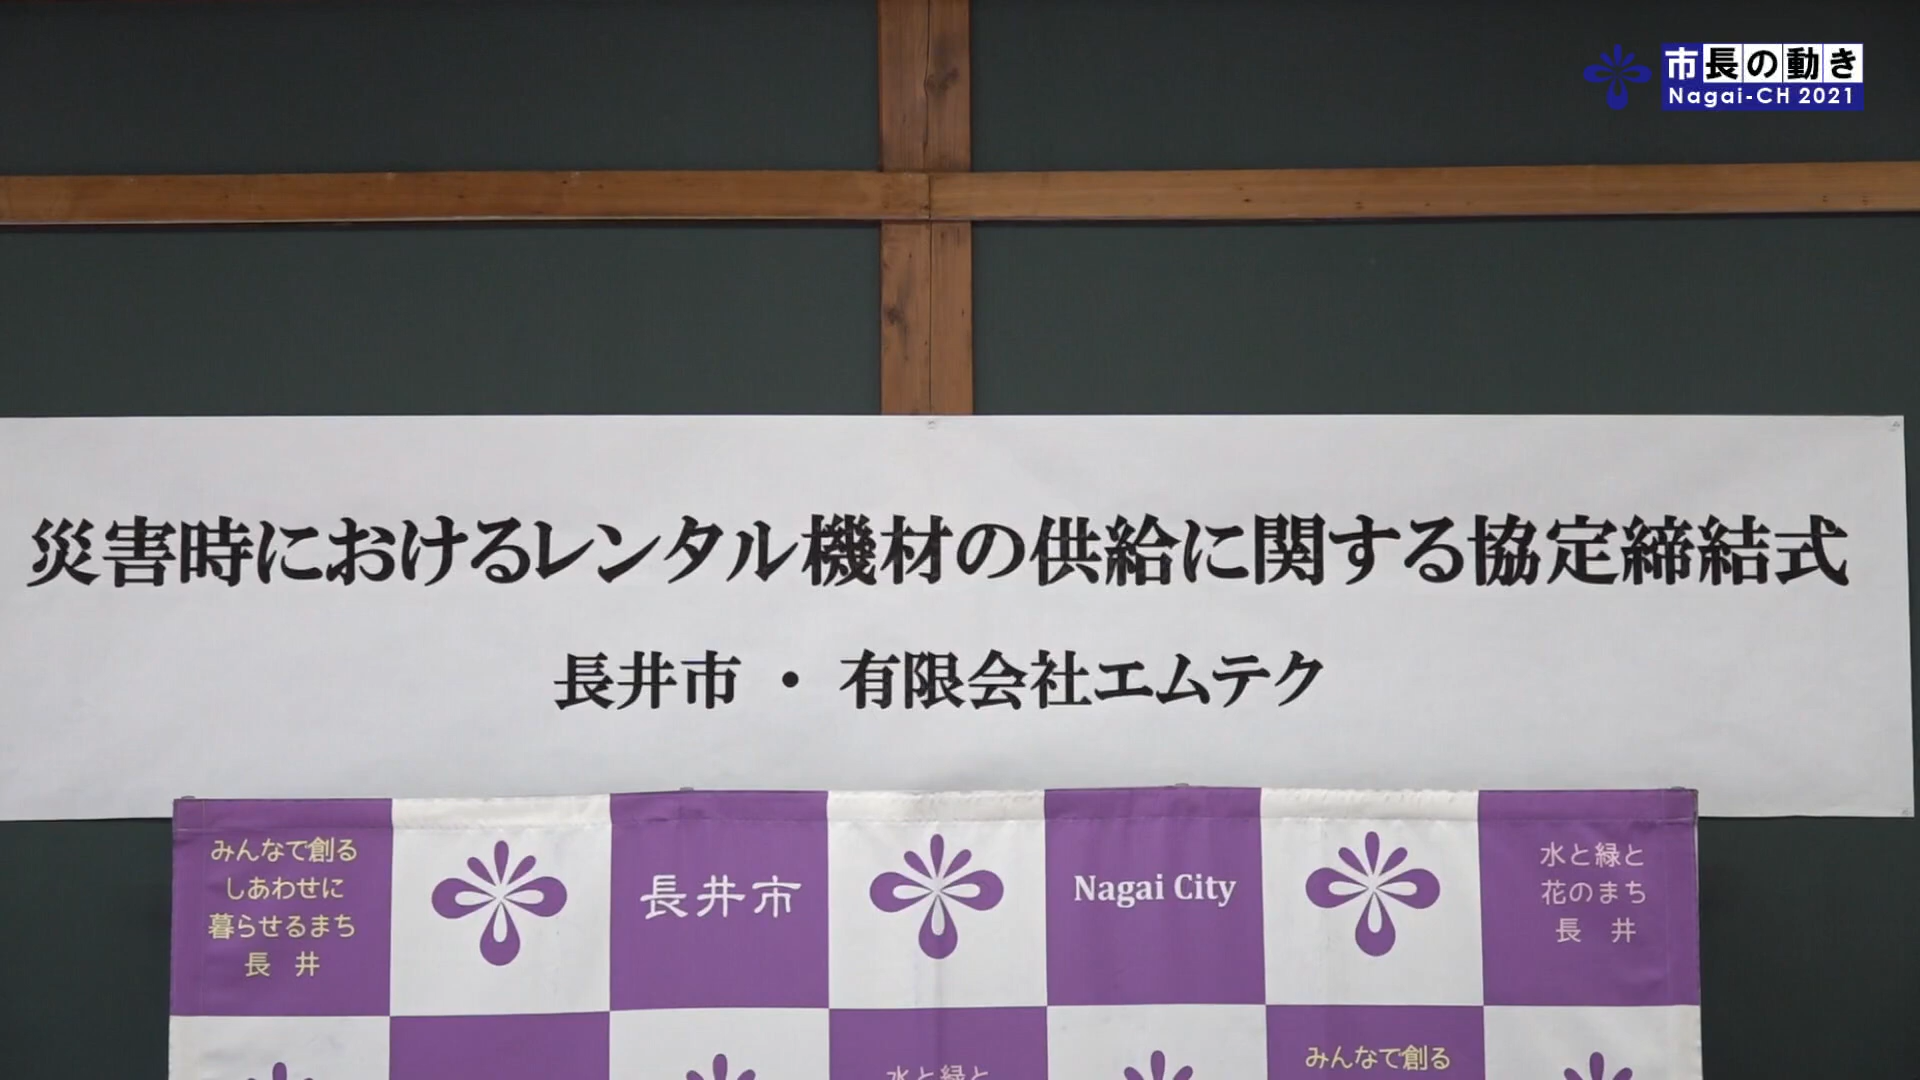 市長の動き
Nagai-CH 2021
災害時におけるレンタル機材の供給に関する協定締結式
長井市 ・ 有限会社エムテク
みんなで創る
しあわせに
暮らせるまち
長 井
長井市
Nagai City
水と緑と
花のまち
長 井
水と緑と
みんなで創る